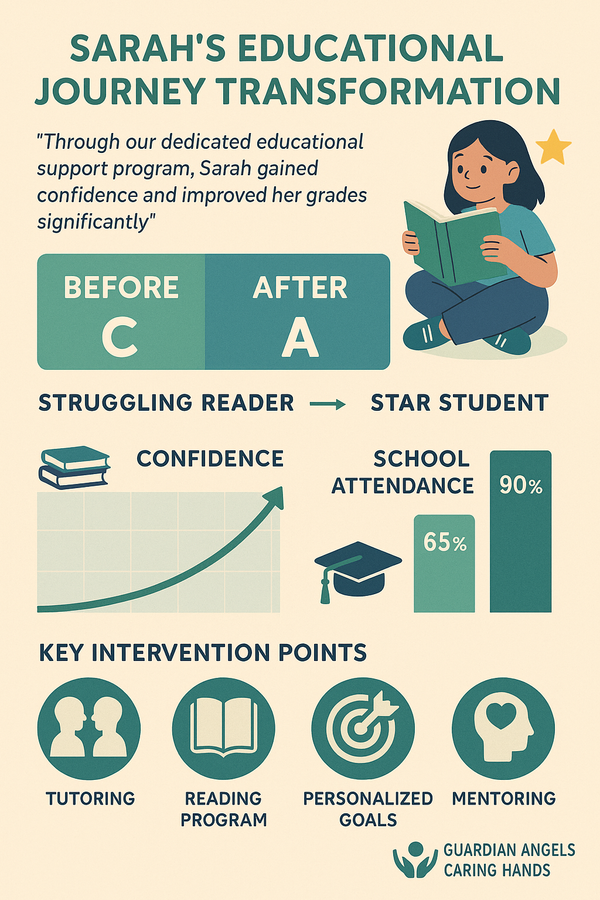 SARAH'S EDUCATIONAL
JOURNEY TRANSFORMATION
"Through our dedicated educational
support program, Sarah gained
confidence and improved her grades
significantly"
BEFORE
C
AFTER
A
STRUGGLING READER → STAR STUDENT
CONFIDENCE
SCHOOL
ATTENDANCE
65%
90%
KEY INTERVENTION POINTS
TUTORING
READING
PROGRAM
PERSONALIZED
GOALS
MENTORING
GUARDIAN ANGELS
CARING HANDS